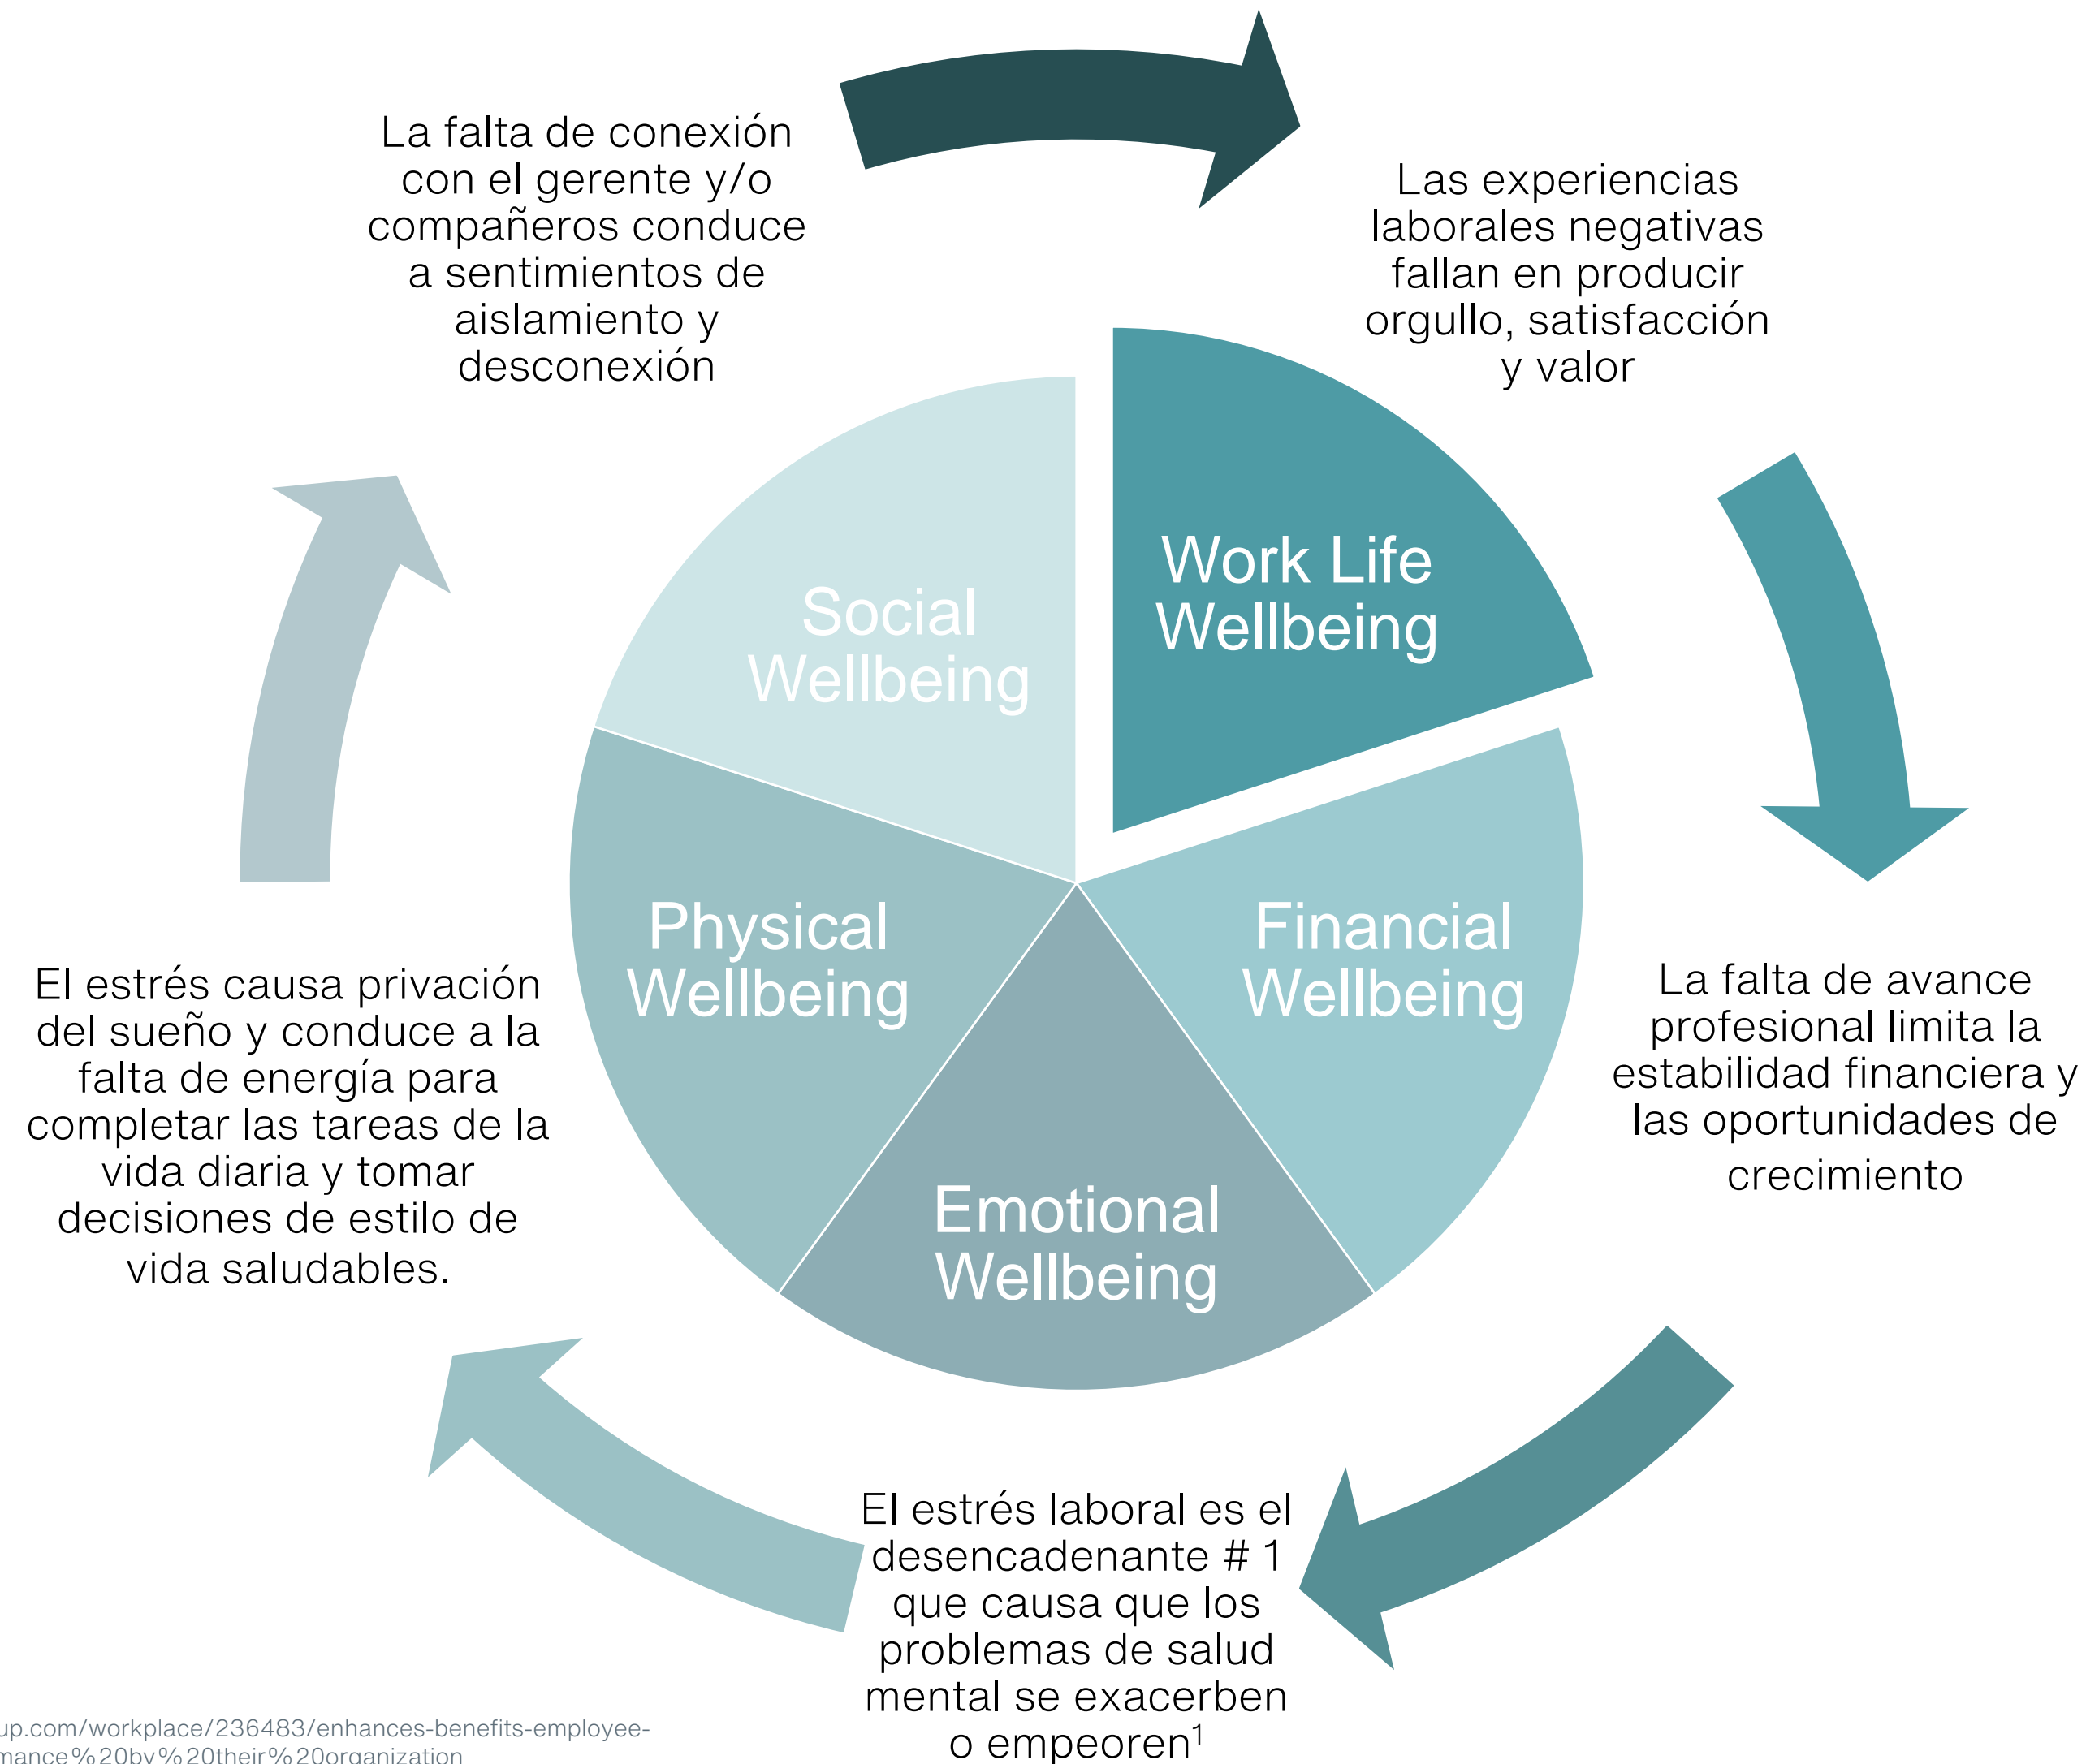 La falta de conexión
con el gerente y/o
compañeros conduce
a sentimientos de
aislamiento y
desconexión
Las experiencias
laborales negativas
fallan en producir
orgullo, satisfacción
y valor
Work Life
Wellbeing
Social
Wellbeing
Physical
Wellbeing
Financial
Wellbeing
Emotional
Wellbeing
El estrés causa privación
del sueño y conduce a la
falta de energía para
completar las tareas de la
vida diaria y tomar
decisiones de estilo de
vida saludables.
La falta de avance
profesional limita la
estabilidad financiera y
las oportunidades de
crecimiento
El estrés laboral es el
desencadenante # 1
que causa que los
problemas de salud
mental se exacerben
o empeoren¹
up.com/workplace/236483/enhances-benefits-employee-
mance%20by%20their%20organization